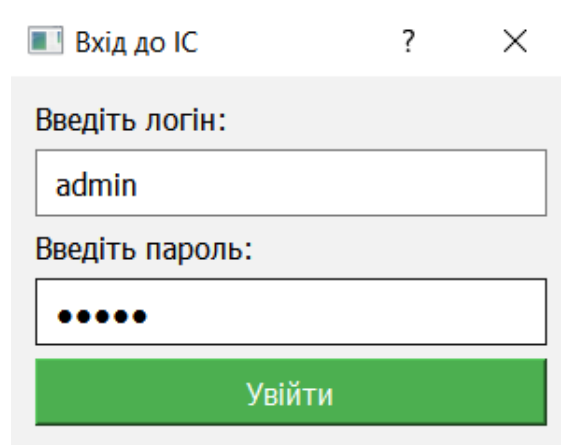 Вхід до ІС ?
Введіть логін:
admin
Введіть пароль:
●●●●●
Увійти